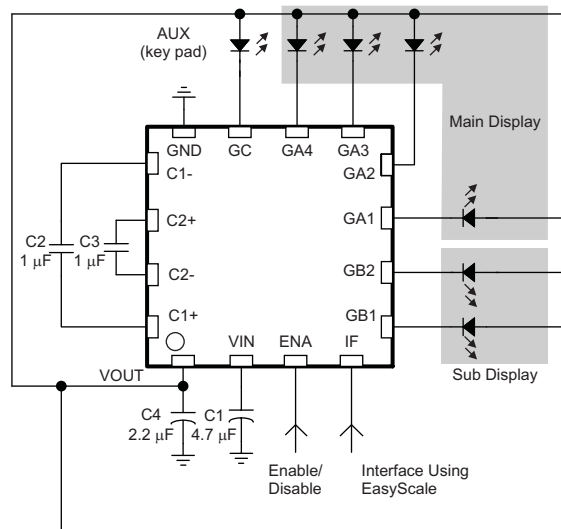 AUX
(key pad)
Main Display
GND
GC
GA4
GA3
C1-
GA2
C2+
GA1
C2
1 μF
C3
1 μF
C2-
GB2
C1+
GB1
VIN
ENA
IF
VOUT
Sub Display
C4
2.2 μF
C1
4.7 μF
Enable/
Disable
Interface Using
EasyScale